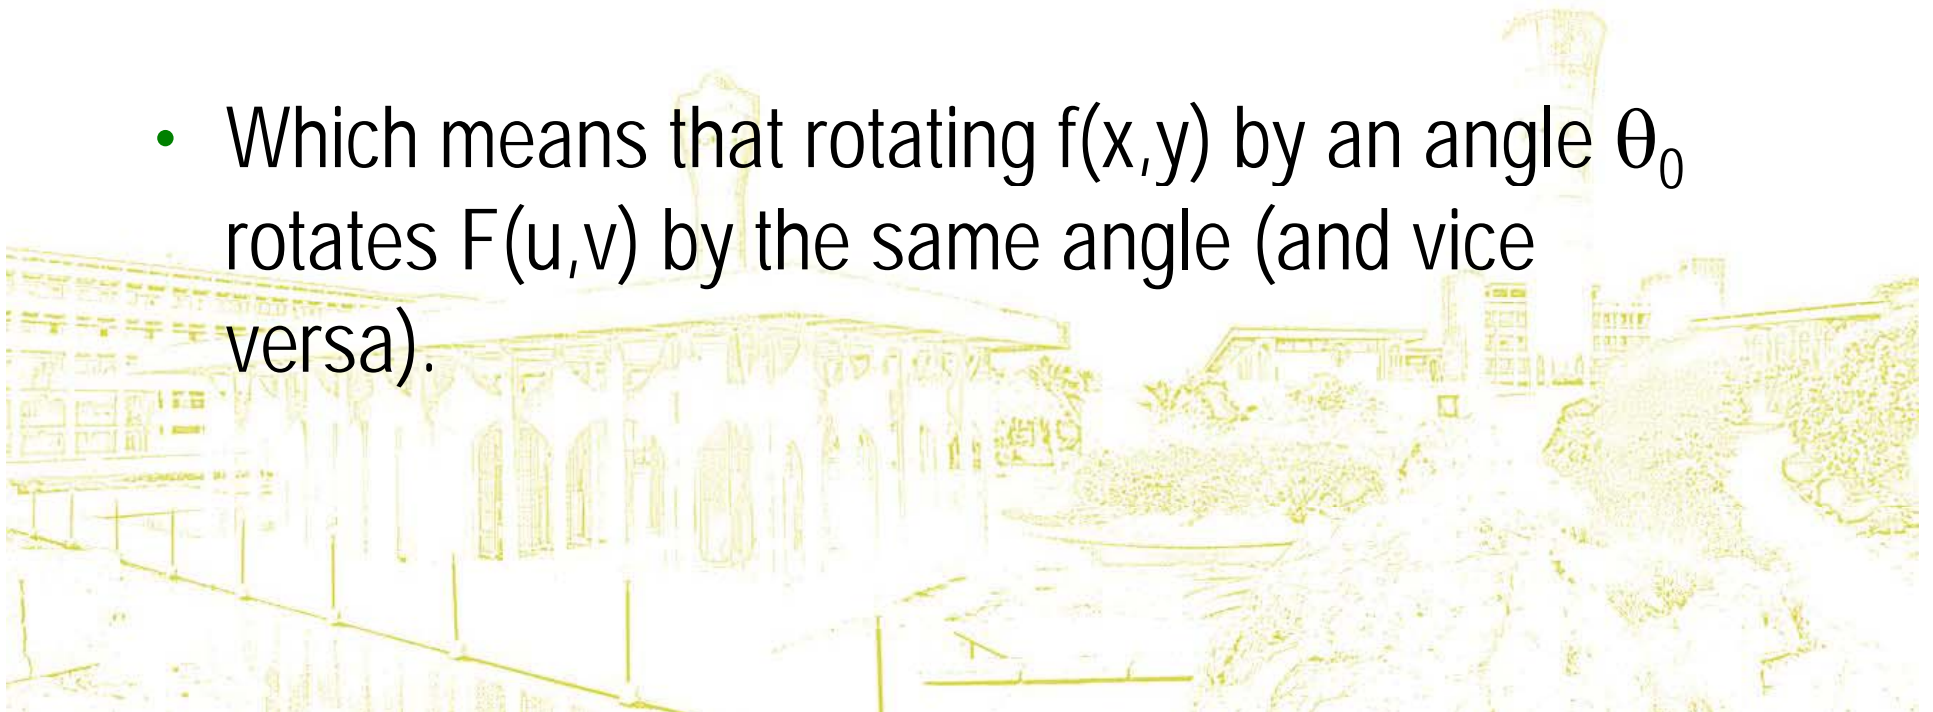 • Which means that rotating f(x,y) by an angle θ₀
rotates F(u,v) by the same angle (and vice
versa).